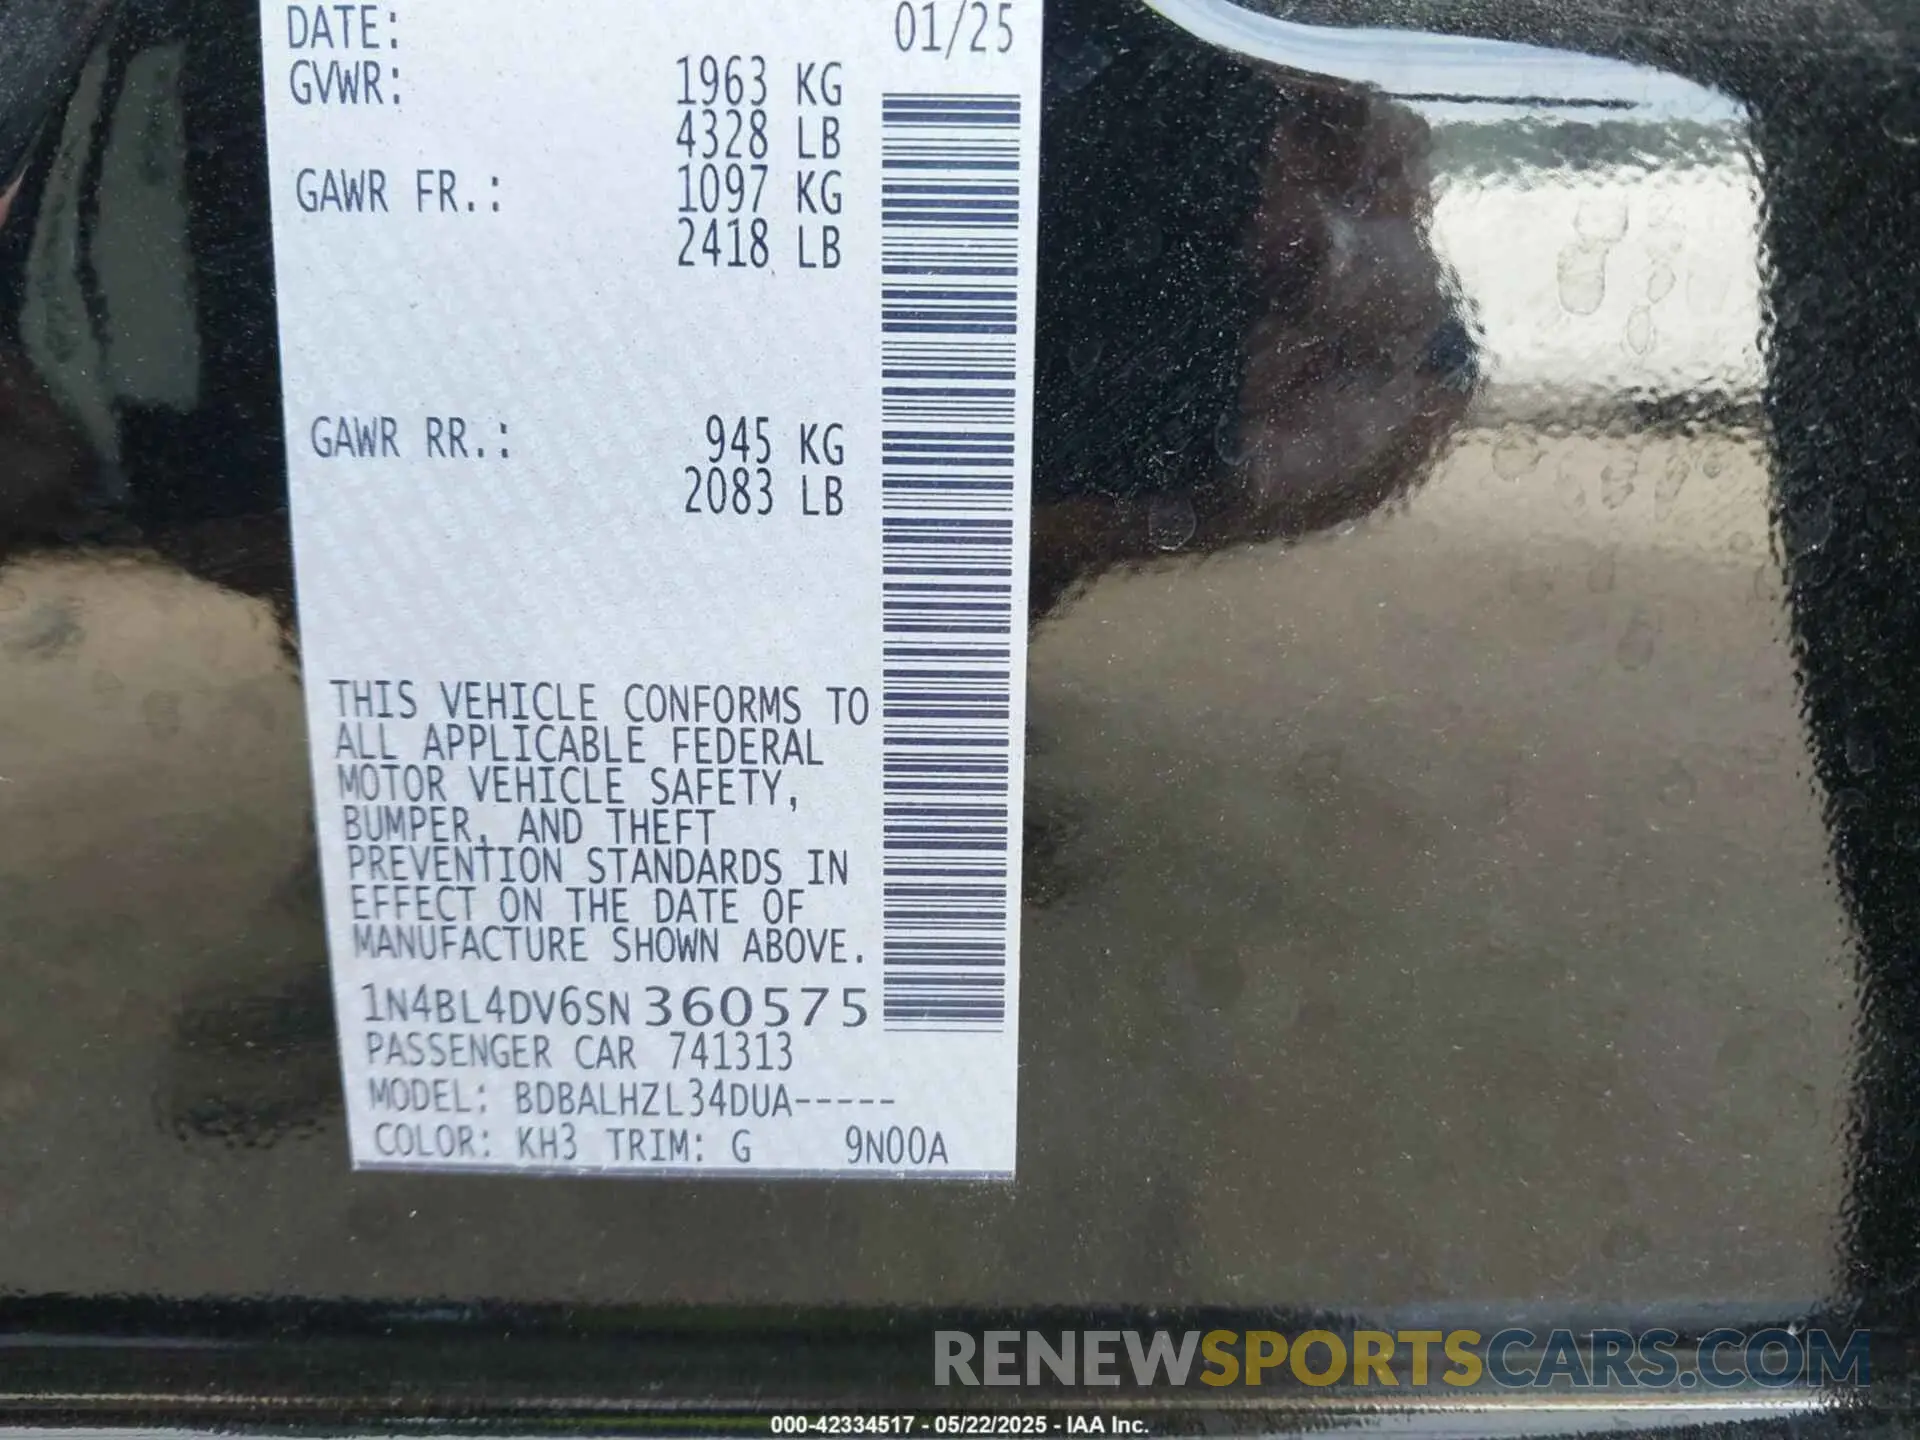 DATE: 01/25
GVWR: 1963 KG
4328 LB
GAWR FR.: 1097 KG
2418 LB
GAWR RR.: 945 KG
2083 LB
THIS VEHICLE CONFORMS TO
ALL APPLICABLE FEDERAL
MOTOR VEHICLE SAFETY,
BUMPER, AND THEFT
PREVENTION STANDARDS IN
EFFECT ON THE DATE OF
MANUFACTURE SHOWN ABOVE.
1N4BL4DV6SN360575
PASSENGER CAR 741313
MODEL: BDBALHZL34DUA-----
COLOR: KH3 TRIM: G 9N00A
RENEWSPORTSCARS.COM
000-42334517 - 05/22/2025 - IAA Inc.